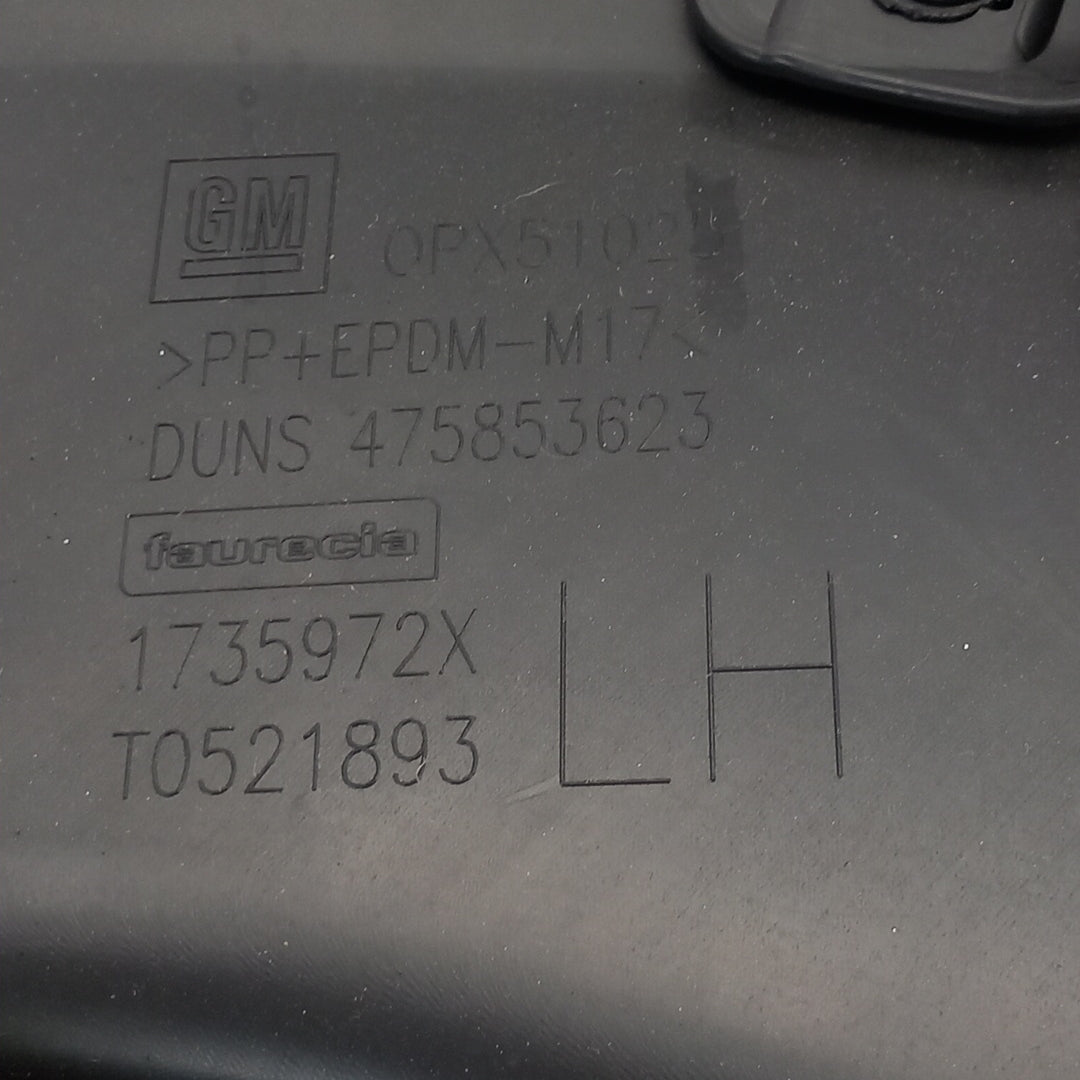 GM
>PP+EPDM-M17<
DUNS 475853623
faurecia
1735972X
T0521893
LH